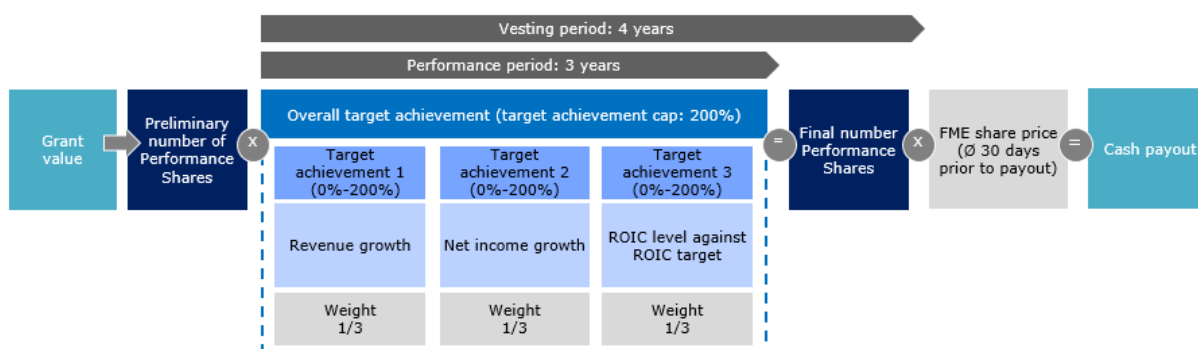 Vesting period: 4 years
Performance period: 3 years
Grant
value
Preliminary
number of
Performance
Shares
x
Overall target achievement (target achievement cap: 200%)
Target
achievement 1
(0%-200%)
Target
achievement 2
(0%-200%)
Target
achievement 3
(0%-200%)
Revenue growth
Net income growth
ROIC level against
ROIC target
Weight
1/3
Weight
1/3
Weight
1/3
=
Final number
Performance
Shares
x
FME share price
(Ø 30 days
prior to payout)
=
Cash payout